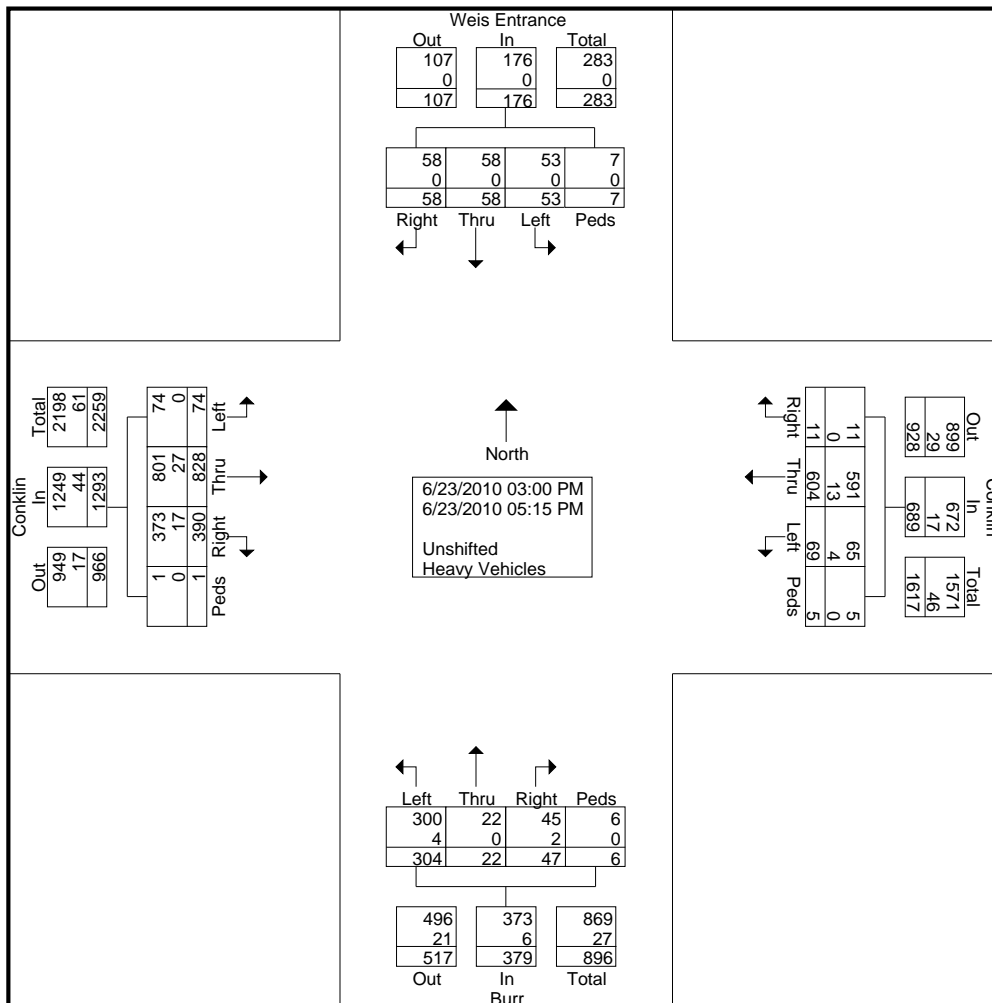 Weis Entrance
Out In Total
107 176 283
0 0 0
107 176 283
58 58 53 7
0 0 0 0
58 58 53 7
Right Thru Left Peds
Conklin
Total In Out
2198 1249 949
61 44 17
2259 1293 966
74 801 373 1
0 27 17 0
74 828 390 1
Left Thru Right Peds
North
6/23/2010 03:00 PM
6/23/2010 05:15 PM
Unshifted
Heavy Vehicles
Right Thru Left Peds
11 591 65 5
0 13 4 0
11 604 69 5
Out In Total
899 672 1571
29 17 46
928 689 1617
Conklin
Left Thru Right Peds
300 22 45 6
4 0 2 0
304 22 47 6
496 373 869
21 6 27
517 379 896
Out In Total
Burr